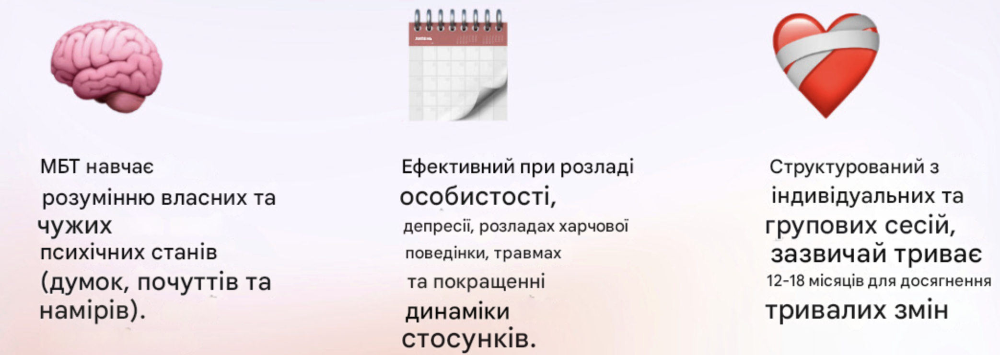 липень
МБТ навчає
розумінню власних та
чужих
психічних станів
(думок, почуттів та
намірів).
Ефективний при розладі
особистості,
депресії, розладах харчової
поведінки, травмах
та покращенні
динаміки
стосунків.
Структурований з
індивідуальних та
групових сесій,
зазвичай триває
12-18 місяців для досягнення
тривалих змін